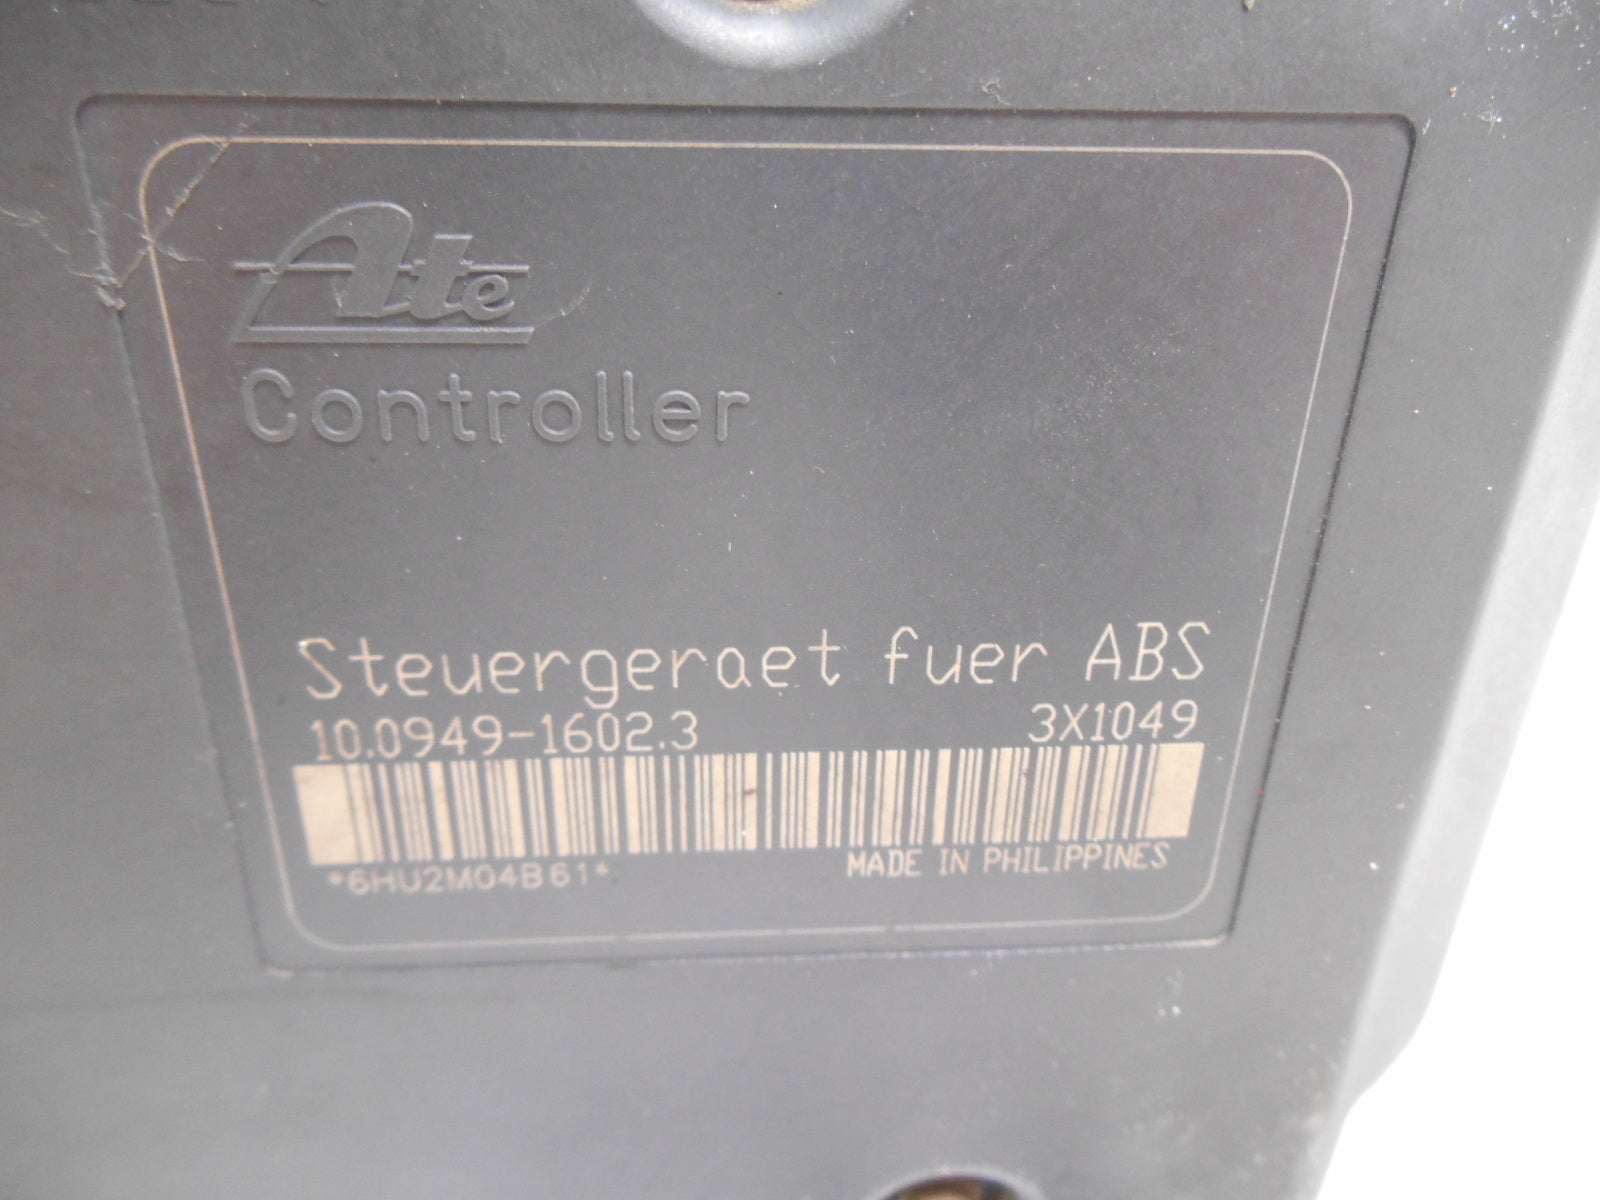 Ate
Controller
Steuergeraet fuer ABS
10.0949-1602.3 3X1049
*6HU2M04B61* MADE IN PHILIPPINES